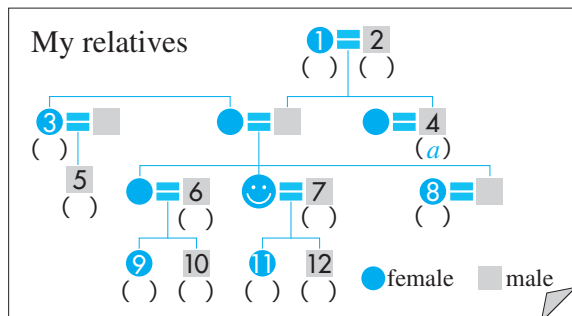 My relatives
1 2
( ) ( )
3 4
( ) (a)
5 6 7 8
( ) ( ) ( ) ( )
9 10 11 12
( ) ( ) ( ) ( )
female male